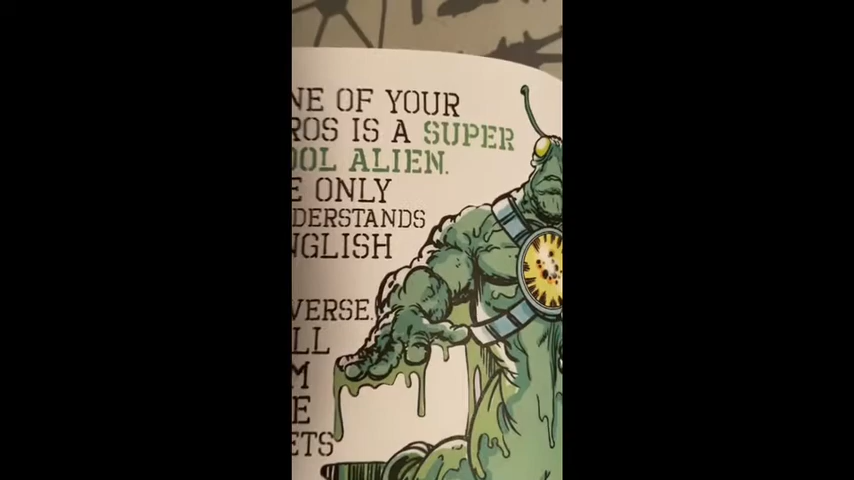 NE OF YOUR
ROS IS A SUPER
OOL ALIEN.
E ONLY
DERSTANDS
NGLISH
VERSE.
LL
M
E
ETS